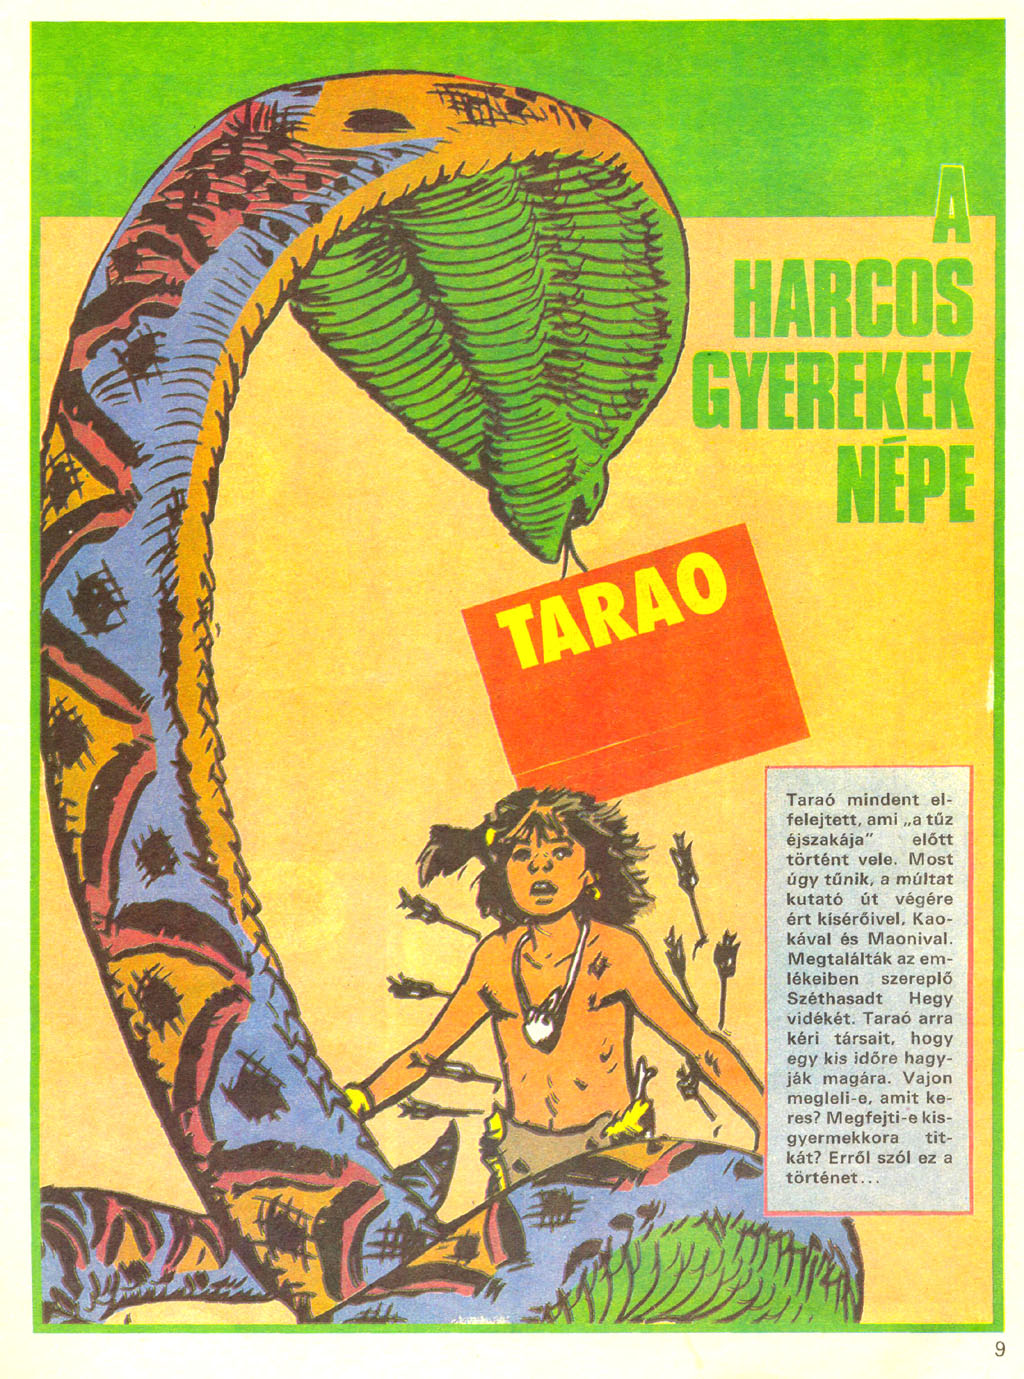 A
HARCOS
GYEREKEK
NÉPE
TARAO
Taraó mindent el-
felejtett, ami „a tűz
éjszakája” előtt
történt vele. Most
úgy tűnik, a múltat
kutató út végére
ért kísérőivel, Kao-
kával és Maonival.
Megtalálták az em-
lékeiben szereplő
Széthasadt Hegy
vidékét. Taraó arra
kéri társait, hogy
egy kis időre hagy-
ják magára. Vajon
megleli-e, amit ke-
res? Megfejti-e kis-
gyermekkora tit-
kát? Erről szól ez a
történet...
9